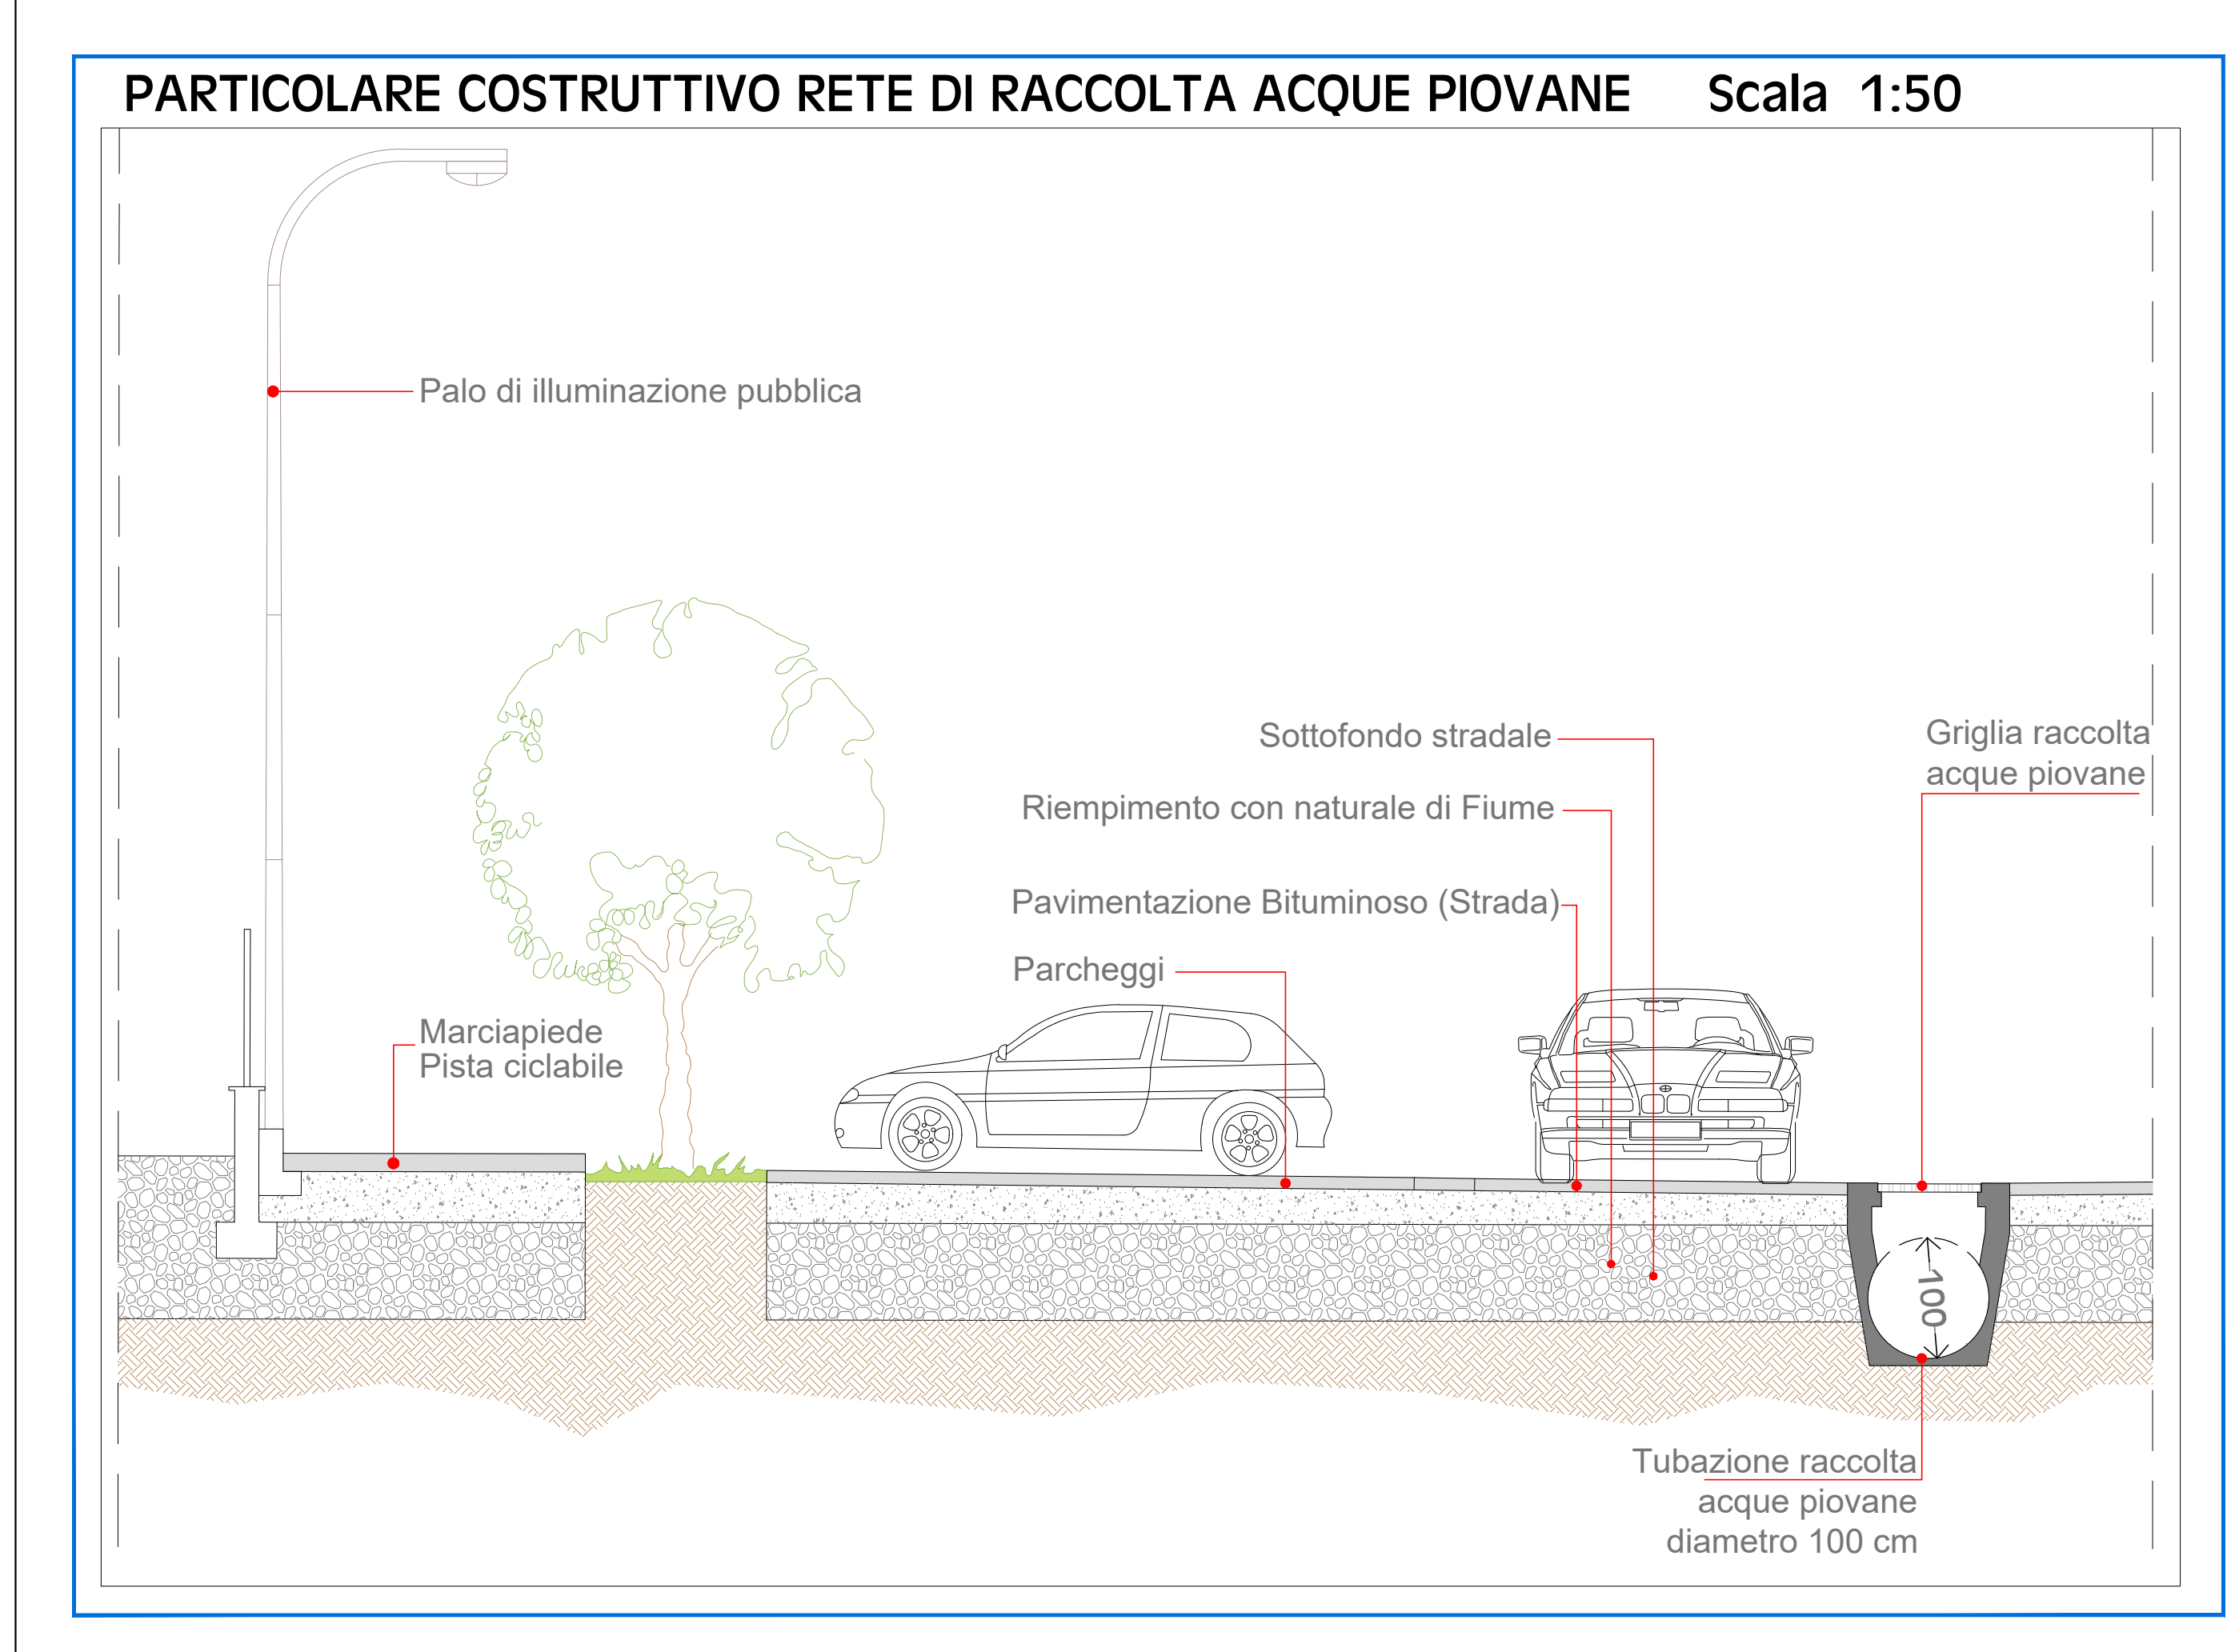 PARTICOLARE COSTRUTTIVO RETE DI RACCOLTA ACQUE PIOVANE Scala 1:50
Palo di illuminazione pubblica
Sottofondo stradale
Griglia raccolta
acque piovane
Riempimento con naturale di Fiume
Pavimentazione Bituminoso (Strada)
Parcheggi
Marciapiede
Pista ciclabile
100
Tubazione raccolta
acque piovane
diametro 100 cm